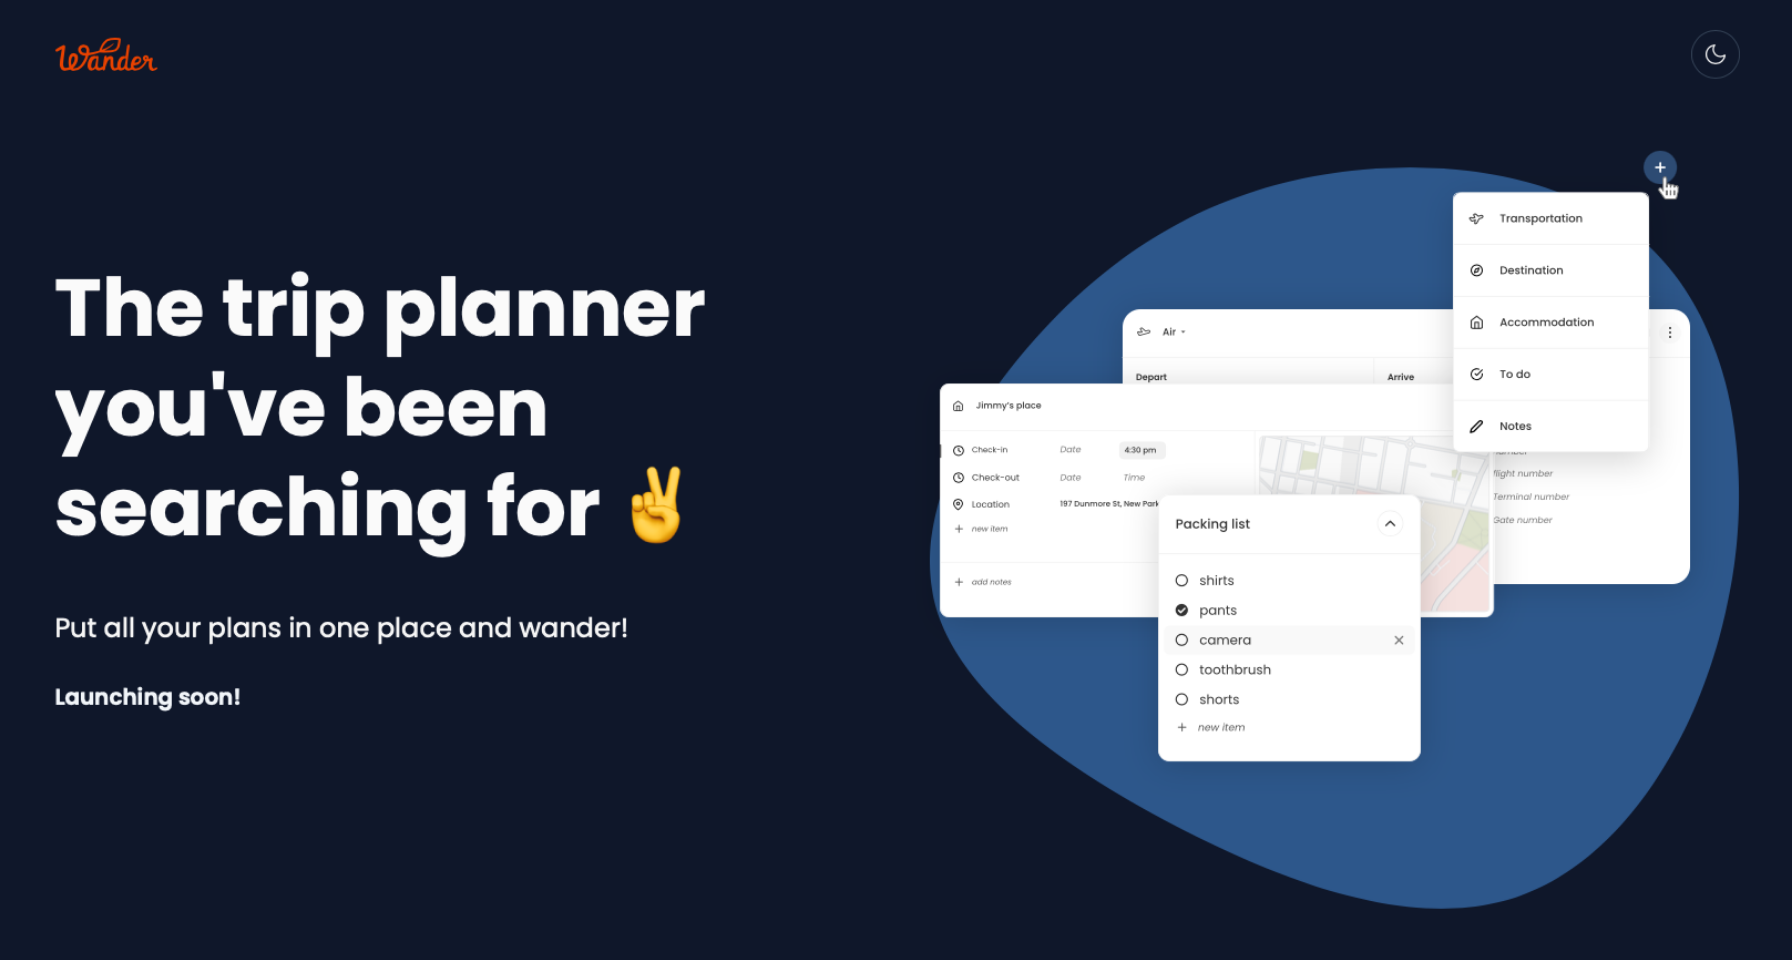 Wander
The trip planner
you've been
searching for ✌
Put all your plans in one place and wander!
Launching soon!
+
Transportation
Destination
Accommodation
To do
Notes
Air
Depart
Arrive
flight number
Terminal number
Gate number
Jimmy's place
Check-in Date 4:30 pm
Check-out Date Time
Location 197 Dunmore St, New Park
+ new item
+ add notes
Packing list
shirts
pants
camera
toothbrush
shorts
+ new item